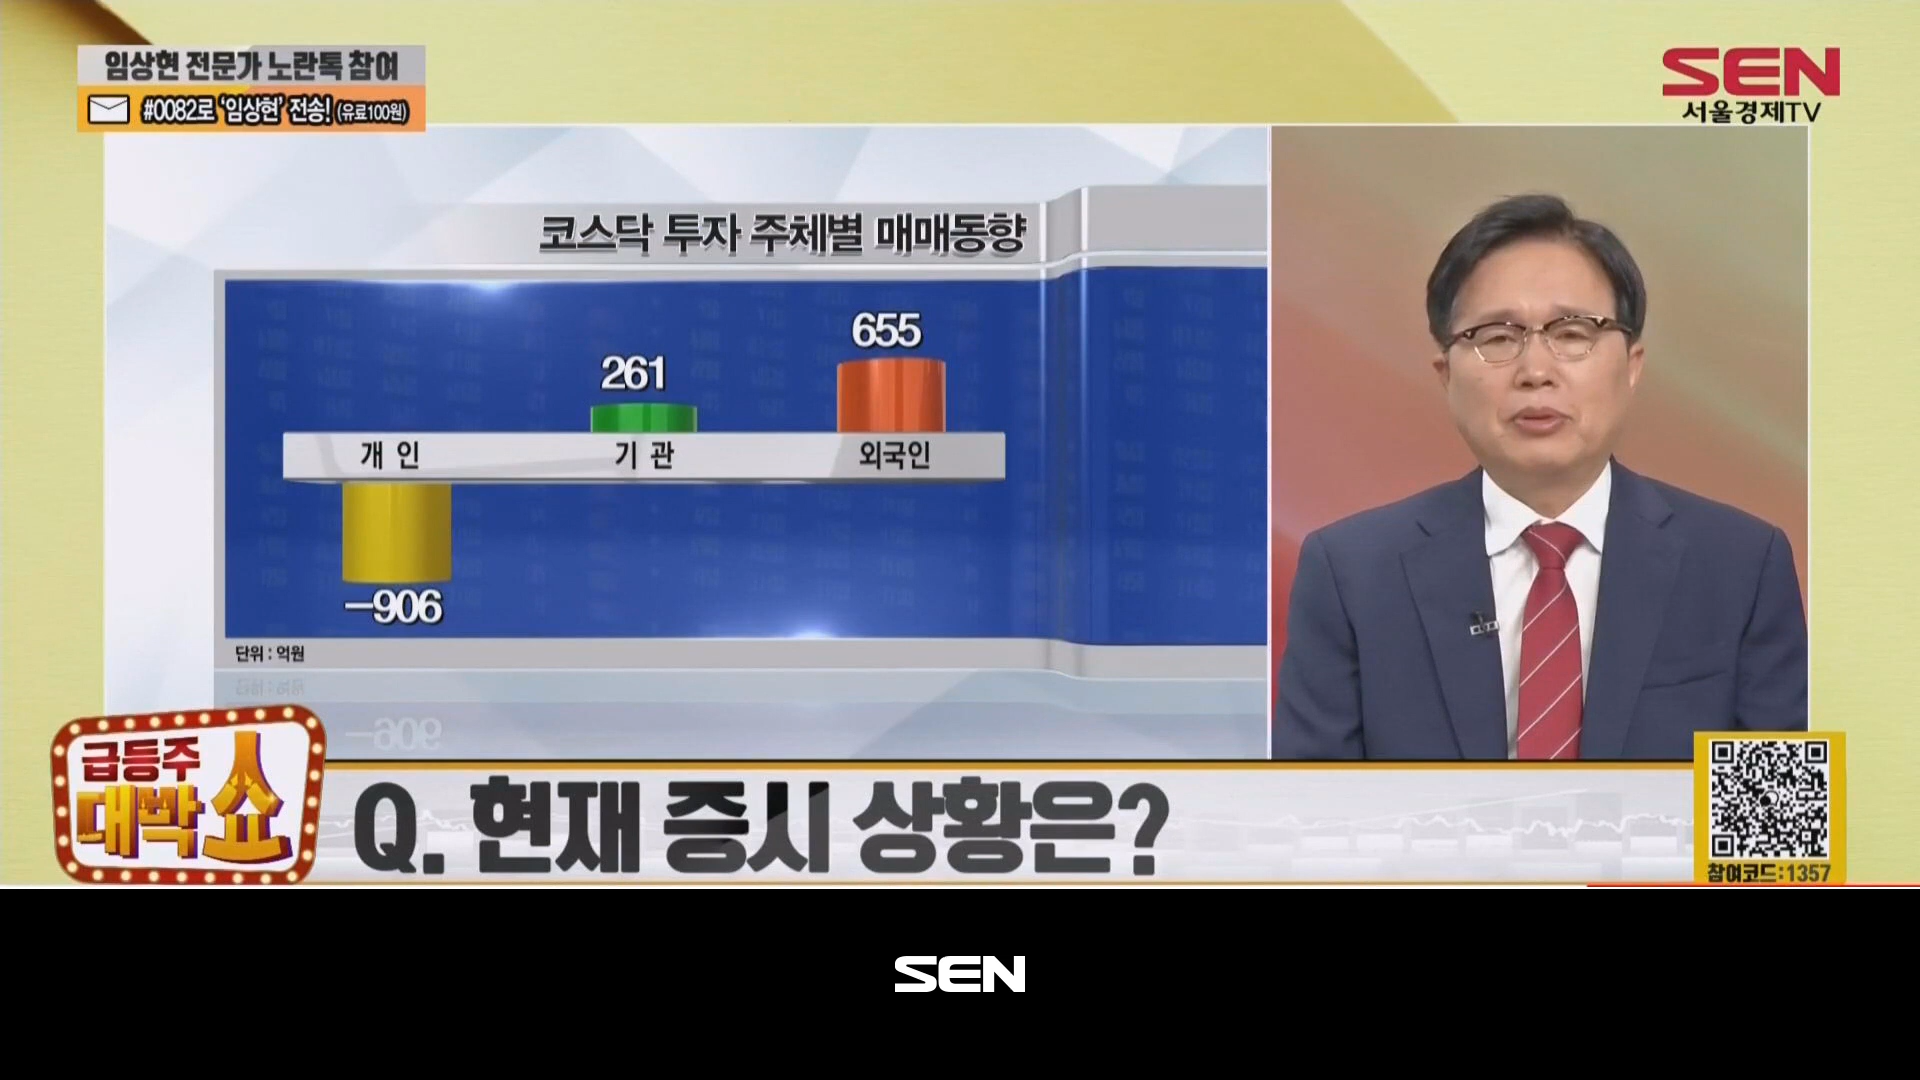 임상현 전문가 노란톡 참여
#0082로 '임상현' 전송! (유료100원)
SEN
서울경제TV
코스닥 투자 주체별 매매동향
655
261
개 인
기 관
외국인
-906
단위 : 억원
급등주
대박 쇼
Q. 현재 증시 상황은?
참여코드:1357
SEN